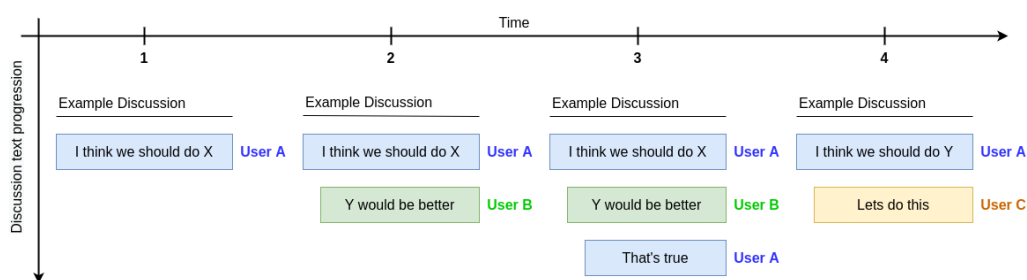 Time
1 2 3 4
Discussion text progression
Example Discussion Example Discussion Example Discussion Example Discussion
I think we should do X User A I think we should do X User A I think we should do X User A I think we should do Y User A
Y would be better User B Y would be better User B Lets do this User C
That's true User A